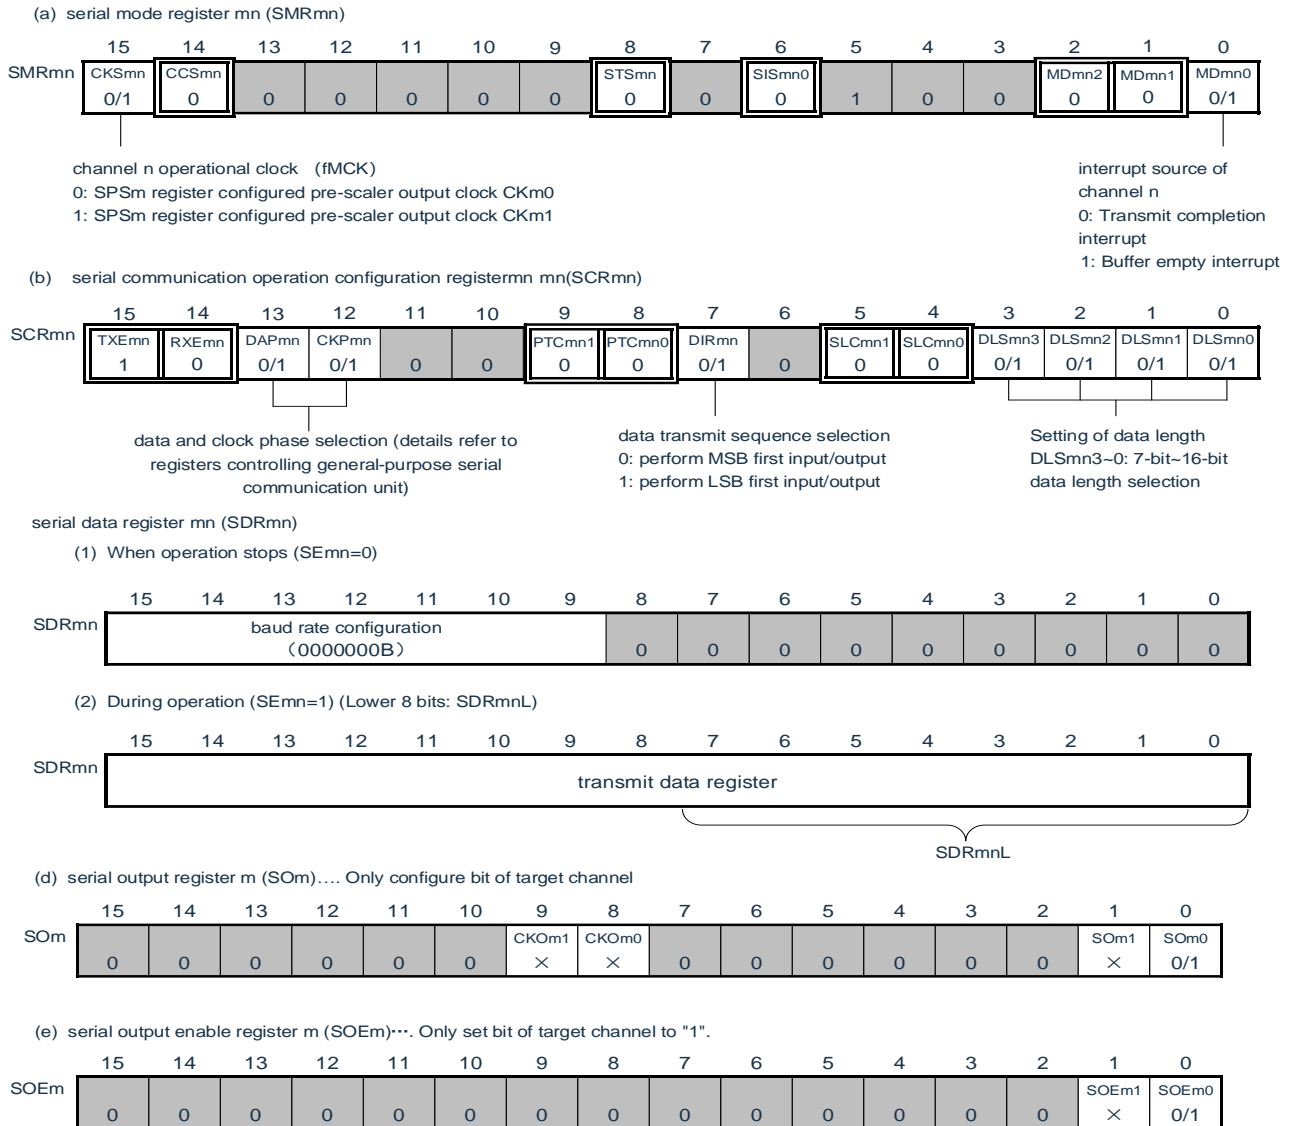 (a) serial mode register mn (SMRmn)
15 14 13 12 11 10 9 8 7 6 5 4 3 2 1 0
SMRmn CKSmn CCSmn STSmn SISmn0 MDmn2 MDmn1 MDmn0
0/1 0 0 0 0 0 0 0 0 0 1 0 0 0 0 0/1
channel n operational clock (fMCK)
0: SPSm register configured pre-scaler output clock CKm0
1: SPSm register configured pre-scaler output clock CKm1
interrupt source of
channel n
0: Transmit completion
interrupt
1: Buffer empty interrupt
(b) serial communication operation configuration registermn mn(SCRmn)
15 14 13 12 11 10 9 8 7 6 5 4 3 2 1 0
SCRmn TXEmn RXEmn DAPmn CKPmn PTCmn1 PTCmn0 DIRmn SLCmn1 SLCmn0 DLSmn3 DLSmn2 DLSmn1 DLSmn0
1 0 0/1 0/1 0 0 0 0 0/1 0 0 0 0/1 0/1 0/1 0/1
data and clock phase selection (details refer to
registers controlling general-purpose serial
communication unit)
data transmit sequence selection
0: perform MSB first input/output
1: perform LSB first input/output
Setting of data length
DLSmn3~0: 7-bit~16-bit
data length selection
serial data register mn (SDRmn)
(1) When operation stops (SEmn=0)
15 14 13 12 11 10 9 8 7 6 5 4 3 2 1 0
SDRmn baud rate configuration
(0000000B) 0 0 0 0 0 0 0 0 0
(2) During operation (SEmn=1) (Lower 8 bits: SDRmnL)
15 14 13 12 11 10 9 8 7 6 5 4 3 2 1 0
SDRmn transmit data register
SDRmnL
(d) serial output register m (SOm)…. Only configure bit of target channel
15 14 13 12 11 10 9 8 7 6 5 4 3 2 1 0
SOm CKOm1 CKOm0 SOm1 SOm0
0 0 0 0 0 0 × × 0 0 0 0 0 0 × 0/1
(e) serial output enable register m (SOEm)⋯. Only set bit of target channel to "1".
15 14 13 12 11 10 9 8 7 6 5 4 3 2 1 0
SOEm SOEm1 SOEm0
0 0 0 0 0 0 0 0 0 0 0 0 0 0 × 0/1